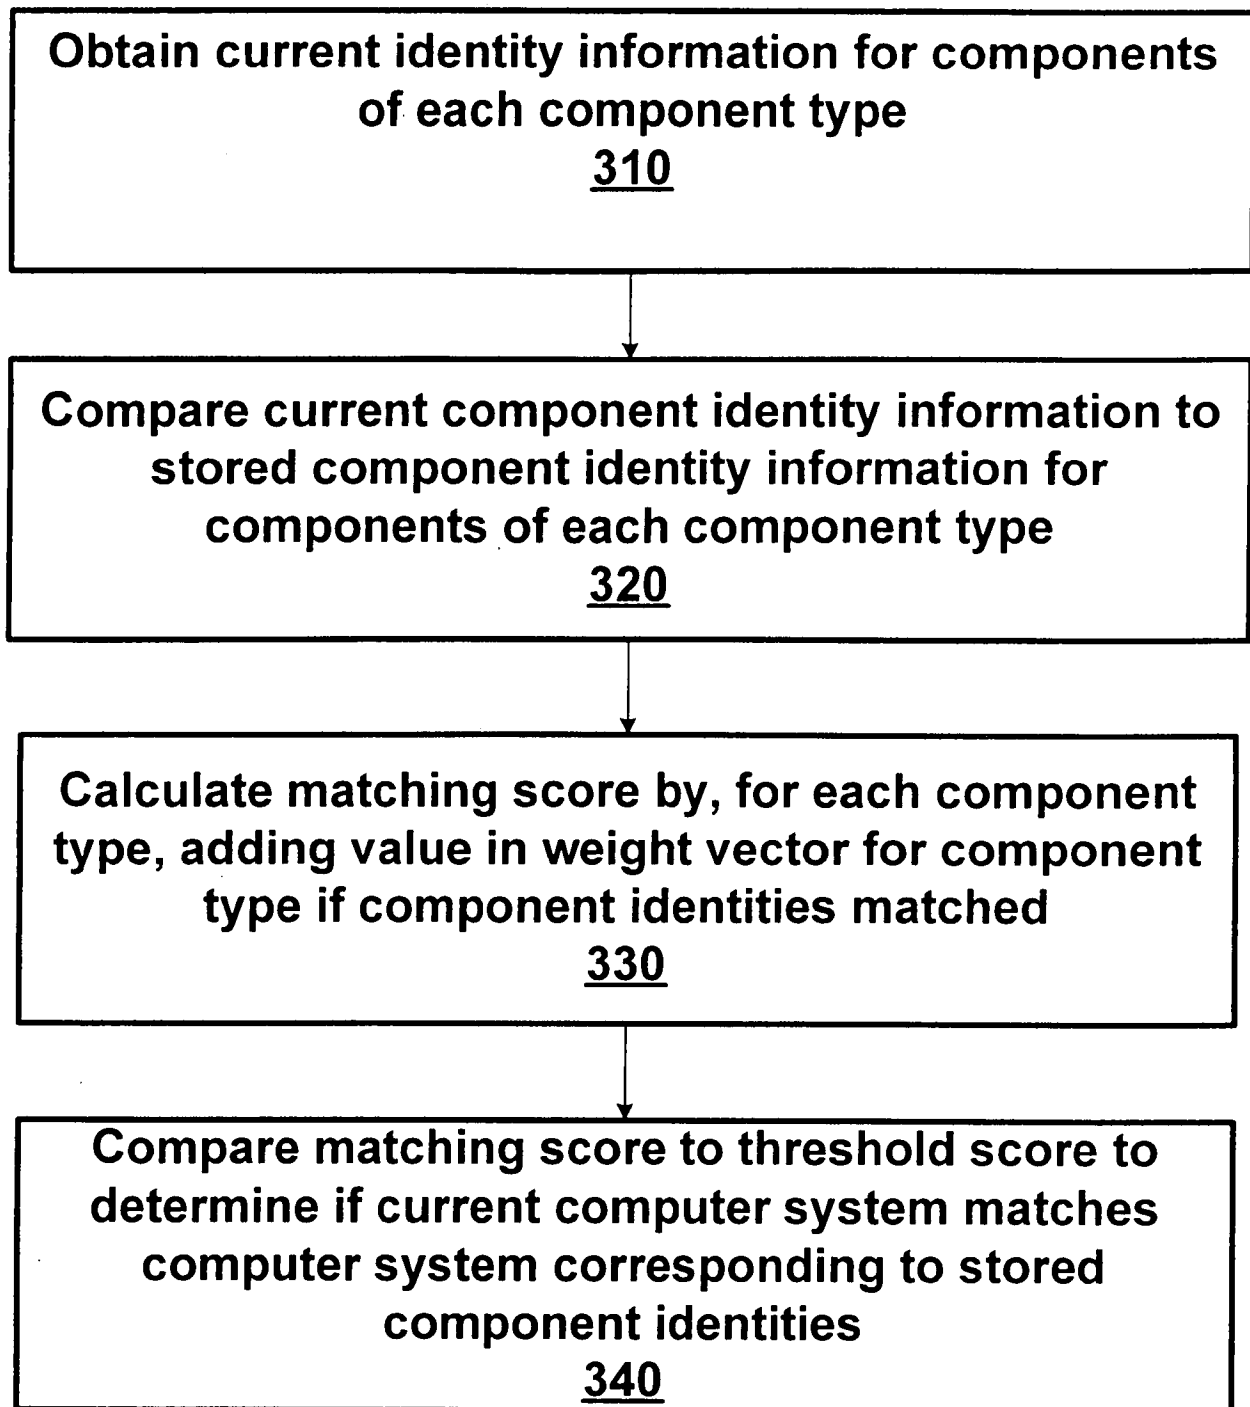 Obtain current identity information for components
of each component type
310
Compare current component identity information to
stored component identity information for
components of each component type
320
Calculate matching score by, for each component
type, adding value in weight vector for component
type if component identities matched
330
Compare matching score to threshold score to
determine if current computer system matches
computer system corresponding to stored
component identities
340